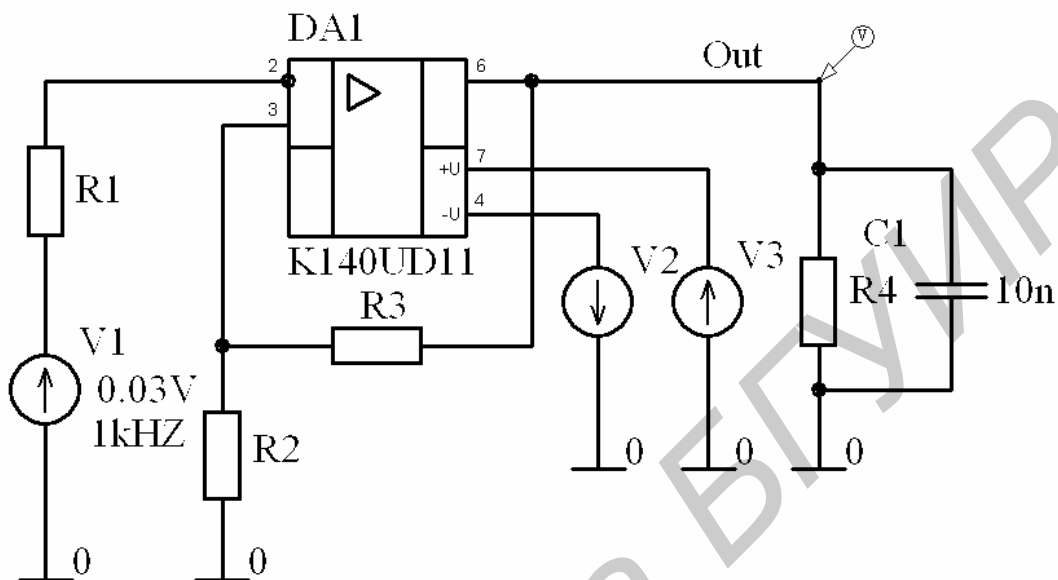 DA1
2
6
Out
V
3
+U
7
-U
4
R1
K140UD11
V2
V3
C1
R4
10n
R3
V1
0.03V
1kHZ
R2
0
0
0
0
0
БГУИР